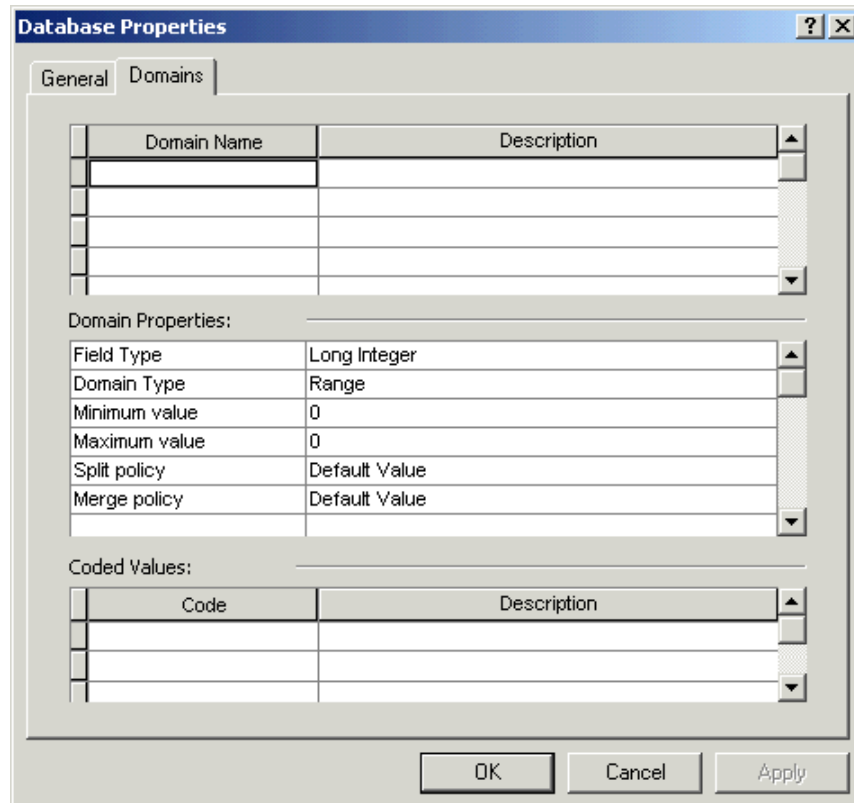 Database Properties
General Domains
Domain Name Description
Domain Properties:
Field Type Long Integer
Domain Type Range
Minimum value 0
Maximum value 0
Split policy Default Value
Merge policy Default Value
Coded Values:
Code Description
OK Cancel Apply